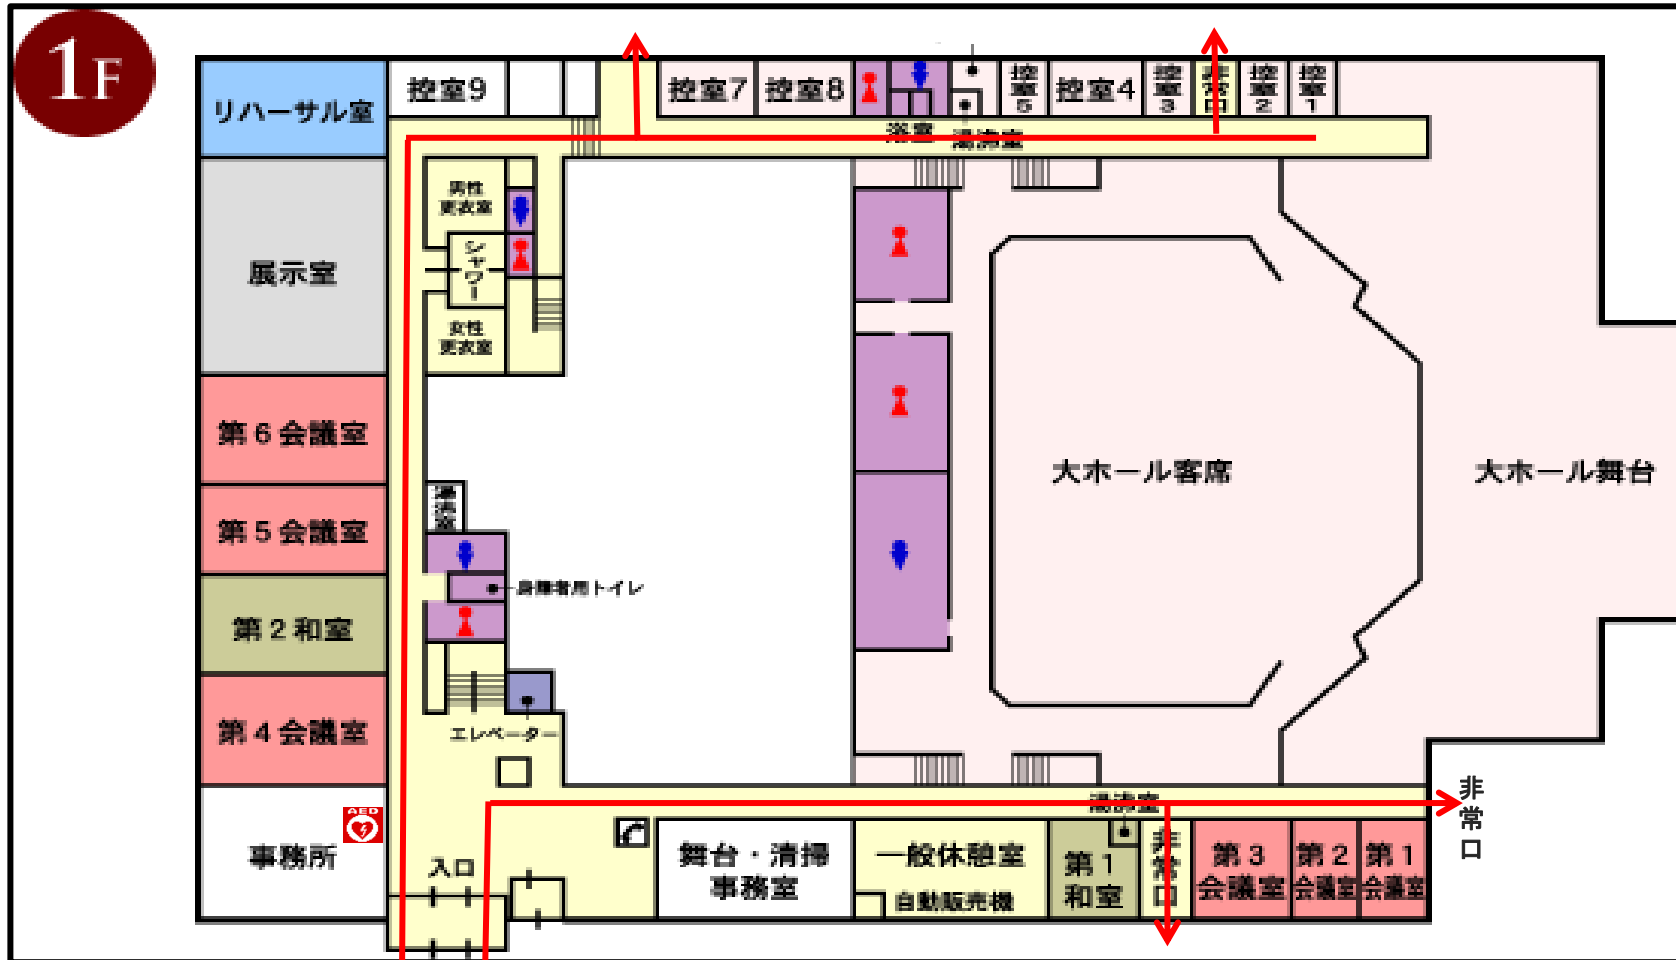 1F
リハーサル室
控室9
控室7
控室8
控室5
控室4
控室3
非常口
控室2
控室1
浴室
湯沸室
男性
更衣室
シャワー
女性
更衣室
展示室
第6会議室
第5会議室
第2和室
第4会議室
湯沸室
身障者用トイレ
エレベーター
大ホール客席
大ホール舞台
AED
事務所
入口
舞台・清掃
事務室
一般休憩室
自動販売機
湯沸室
第1
和室
非常口
第3
会議室
第2
会議室
第1
会議室
非常口